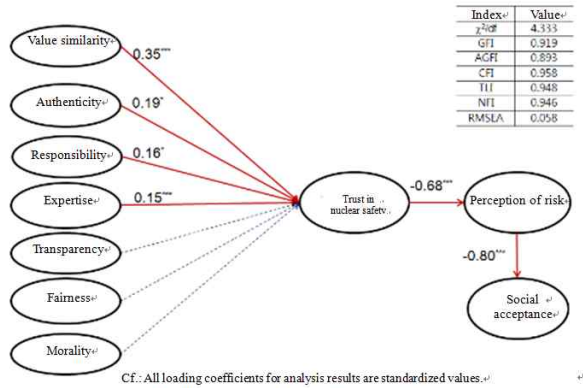 Index Value
χ²/df 4.333
GFI 0.919
AGFI 0.893
CFI 0.958
TLI 0.948
NFI 0.946
RMSEA 0.058
Value similarity
0.35***
Authenticity
0.19*
Responsibility
0.16*
Expertise
0.15***
Transparency
Fairness
Morality
Trust in
nuclear safety
-0.68***
Perception of risk
-0.80***
Social
acceptance
Cf.: All loading coefficients for analysis results are standardized values.